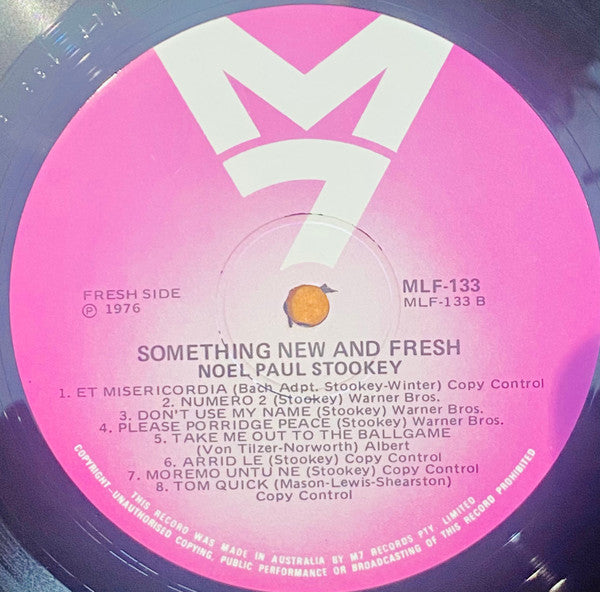 M
7
FRESH SIDE
℗ 1976
MLF-133
MLF-133 B
SOMETHING NEW AND FRESH
NOEL PAUL STOOKEY
1. ET MISERICORDIA (Bach, Adpt. Stookey-Winter) Copy Control
2. NUMERO 2 (Stookey) Warner Bros.
3. DON'T USE MY NAME (Stookey) Warner Bros.
4. PLEASE PORRIDGE PEACE (Stookey) Warner Bros.
5. TAKE ME OUT TO THE BALLGAME
(Von Tilzer-Norworth) Albert
6. ARRID LE (Stookey) Copy Control
7. MOREMO UNTU NE (Stookey) Copy Control
8. TOM QUICK (Mason-Lewis-Shearston)
Copy Control
THIS RECORD WAS MADE IN AUSTRALIA BY M7 RECORDS PTY. LIMITED
COPYRIGHT-UNAUTHORISED COPYING, PUBLIC PERFORMANCE OR BROADCASTING OF THIS RECORD PROHIBITED